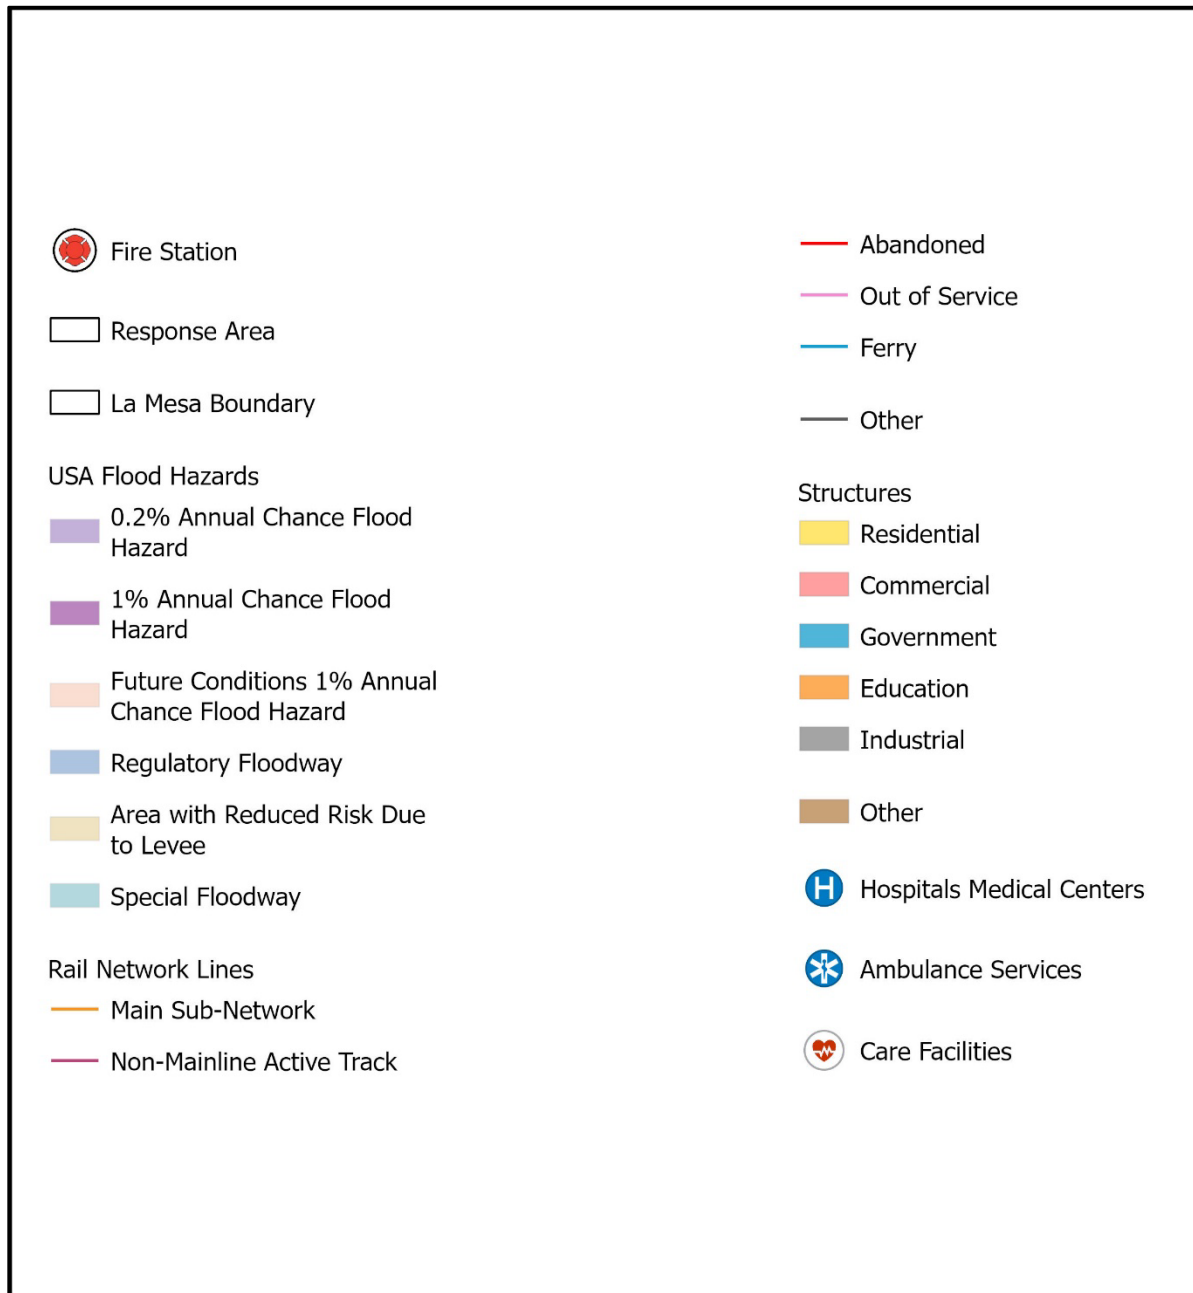 Fire Station
Response Area
La Mesa Boundary
USA Flood Hazards
0.2% Annual Chance Flood
Hazard
1% Annual Chance Flood
Hazard
Future Conditions 1% Annual
Chance Flood Hazard
Regulatory Floodway
Area with Reduced Risk Due
to Levee
Special Floodway
Rail Network Lines
Main Sub-Network
Non-Mainline Active Track
Abandoned
Out of Service
Ferry
Other
Structures
Residential
Commercial
Government
Education
Industrial
Other
H
Hospitals Medical Centers
Ambulance Services
Care Facilities